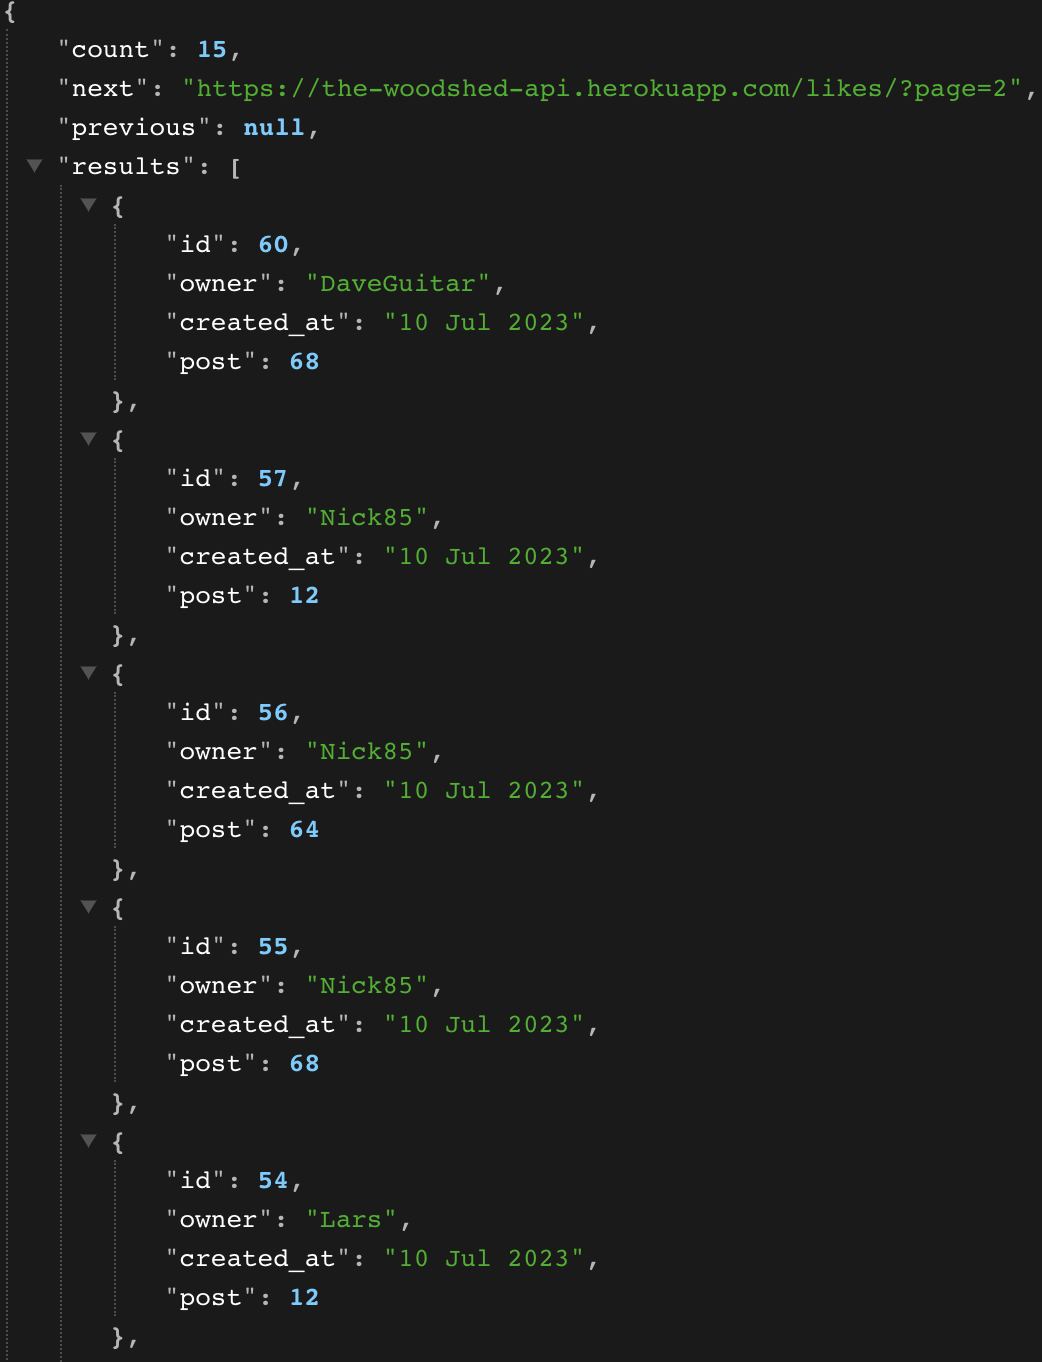 {
"count": 15,
"next": "https://the-woodshed-api.herokuapp.com/likes/?page=2",
"previous": null,
"results": [
{
"id": 60,
"owner": "DaveGuitar",
"created_at": "10 Jul 2023",
"post": 68
},
{
"id": 57,
"owner": "Nick85",
"created_at": "10 Jul 2023",
"post": 12
},
{
"id": 56,
"owner": "Nick85",
"created_at": "10 Jul 2023",
"post": 64
},
{
"id": 55,
"owner": "Nick85",
"created_at": "10 Jul 2023",
"post": 68
},
{
"id": 54,
"owner": "Lars",
"created_at": "10 Jul 2023",
"post": 12
},